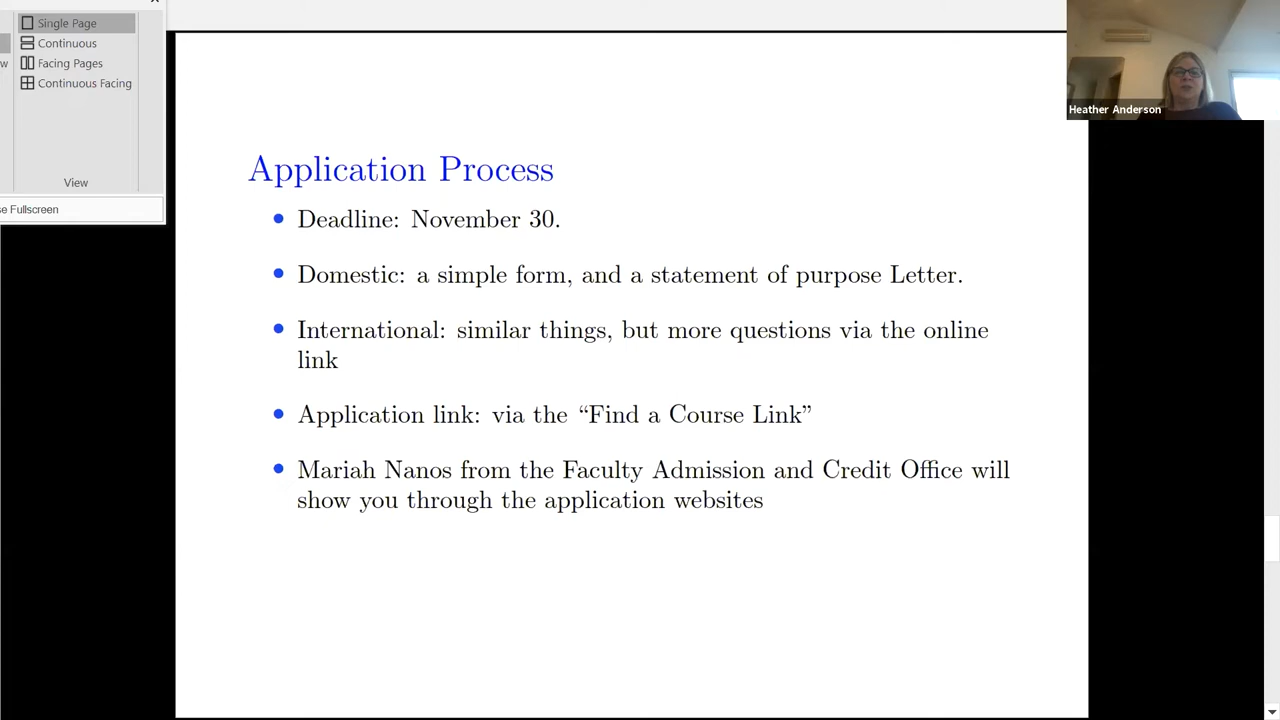 Single Page
Continuous
Facing Pages
Continuous Facing
View
Fullscreen
Heather Anderson
Application Process
Deadline: November 30.
Domestic: a simple form, and a statement of purpose Letter.
International: similar things, but more questions via the online
link
Application link: via the “Find a Course Link”
Mariah Nanos from the Faculty Admission and Credit Office will
show you through the application websites